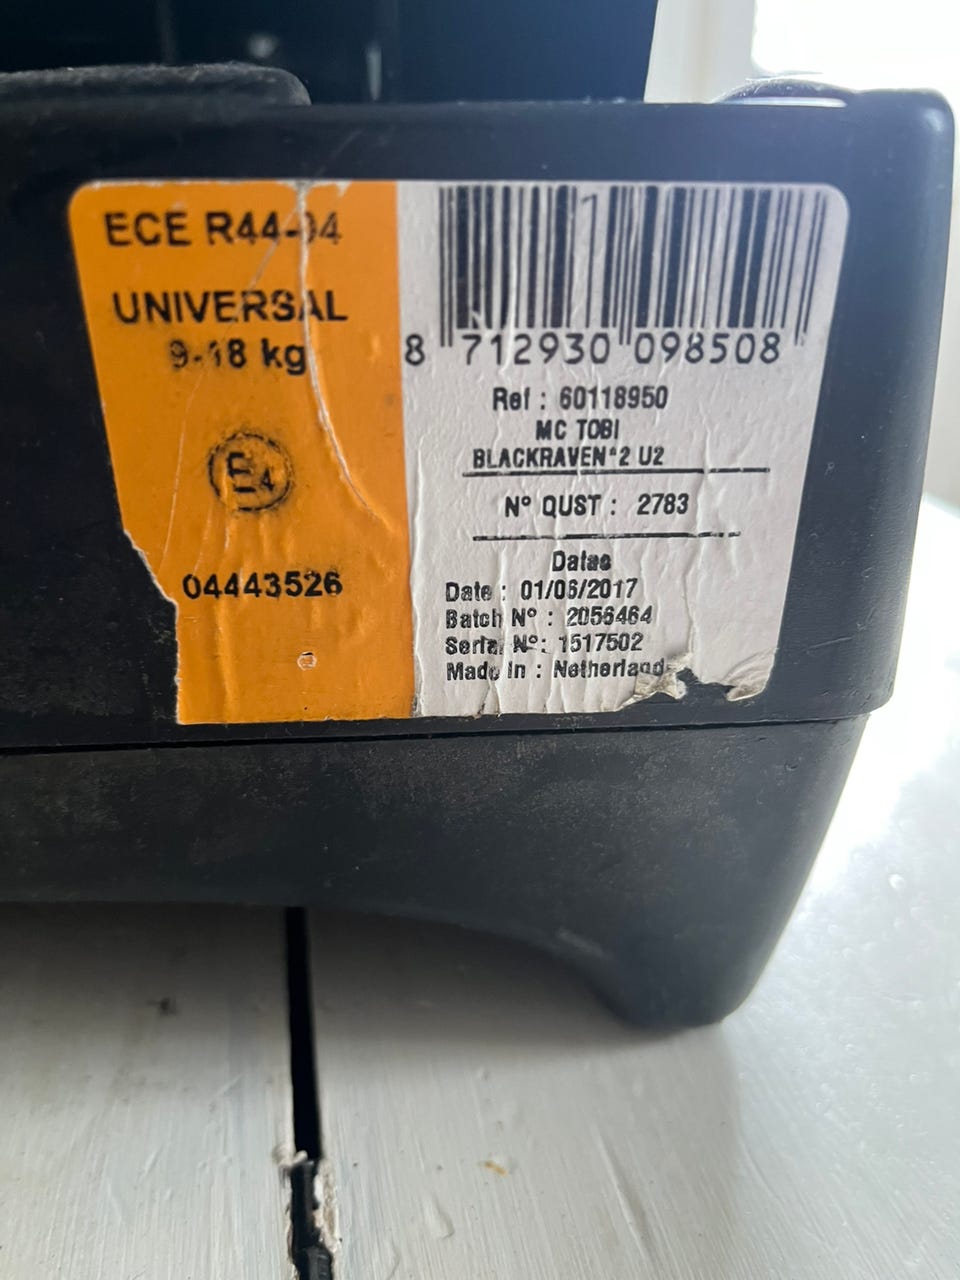 ECE R44-04
UNIVERSAL
9-18 kg
E4
04443526
1
8 712930 098508
Ref : 60118950
MC TOBI
BLACKRAVEN*2 U2
N° QUST : 2783
Datas
Date : 01/06/2017
Batch N° : 2056464
Serial N°: 1517502
Made In : Netherlands